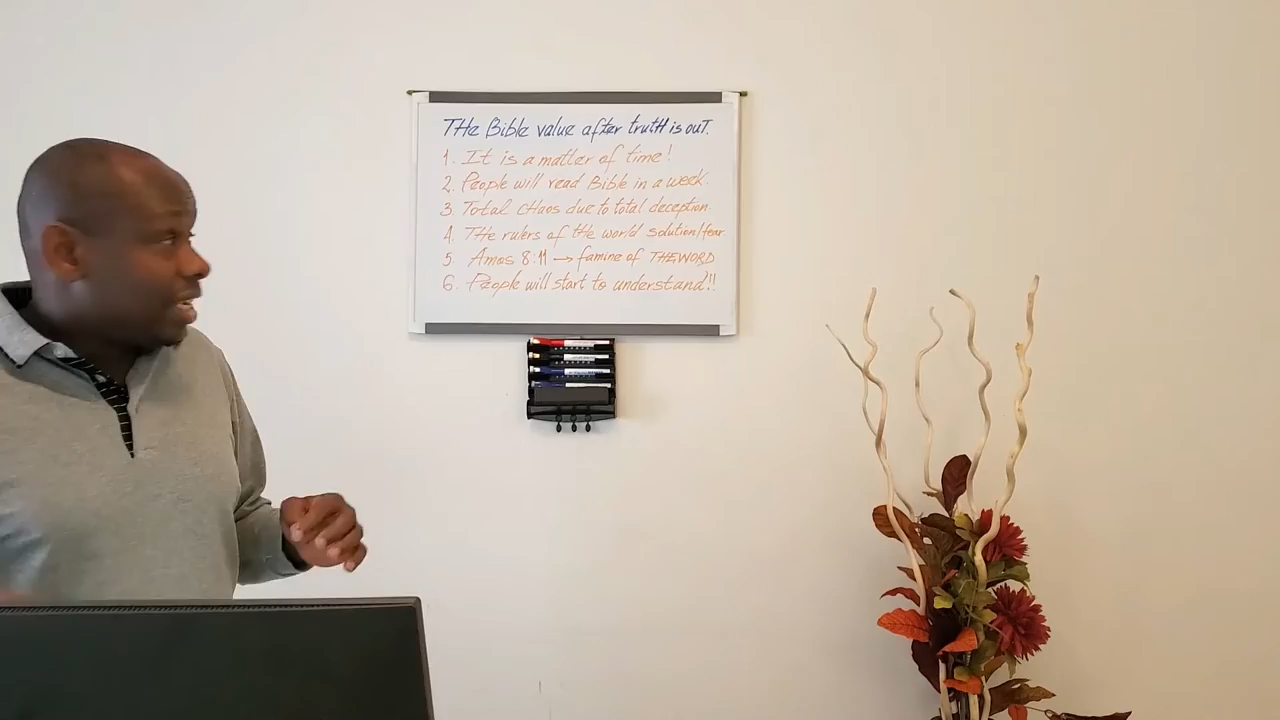 THe Bible value after truth is out.
1. It is a matter of time!
2. People will read Bible in a week.
3. Total CHaos due to total deception.
4. THe rulers of tHe world solution/fear
5. Amos 8:11 → famine of THE WORD
6. People will start to understand!!